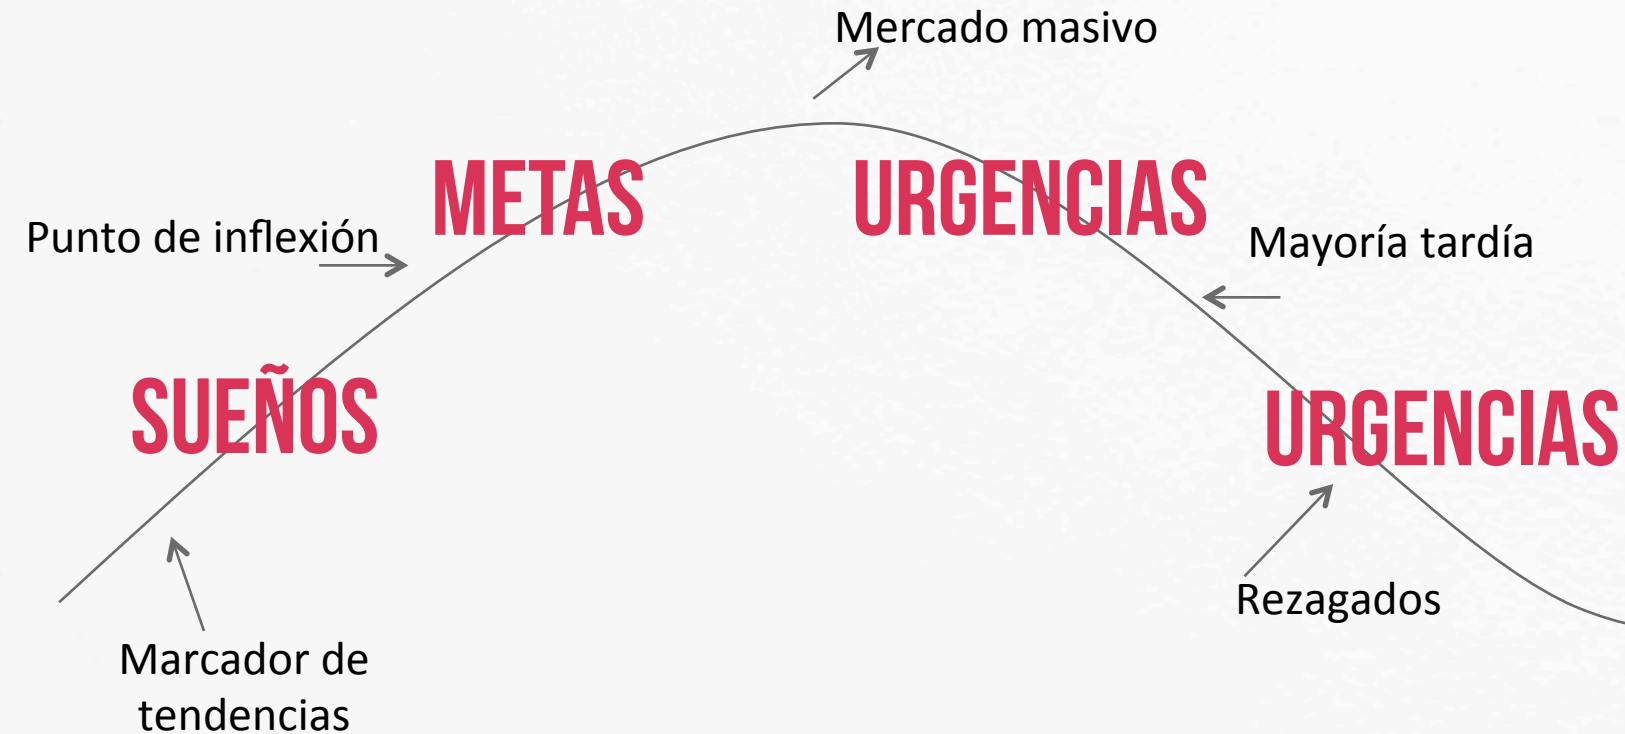 Mercado masivo
METAS
URGENCIAS
Punto de inflexión
Mayoría tardía
SUEÑOS
URGENCIAS
Rezagados
Marcador de
tendencias